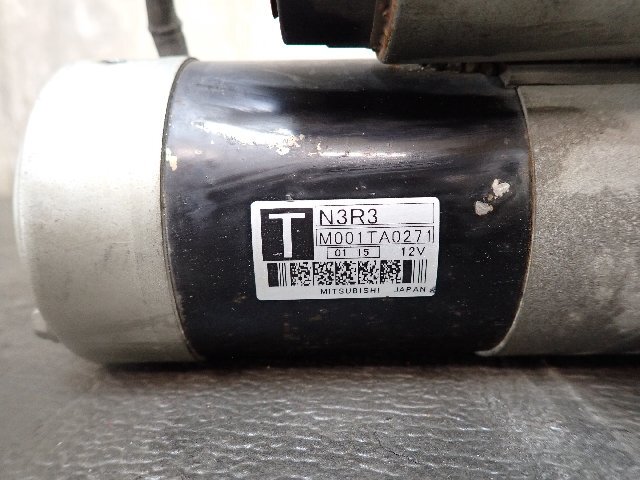 T
N3R3
M001TA0271
01 15 12V
MITSUBISHI JAPAN